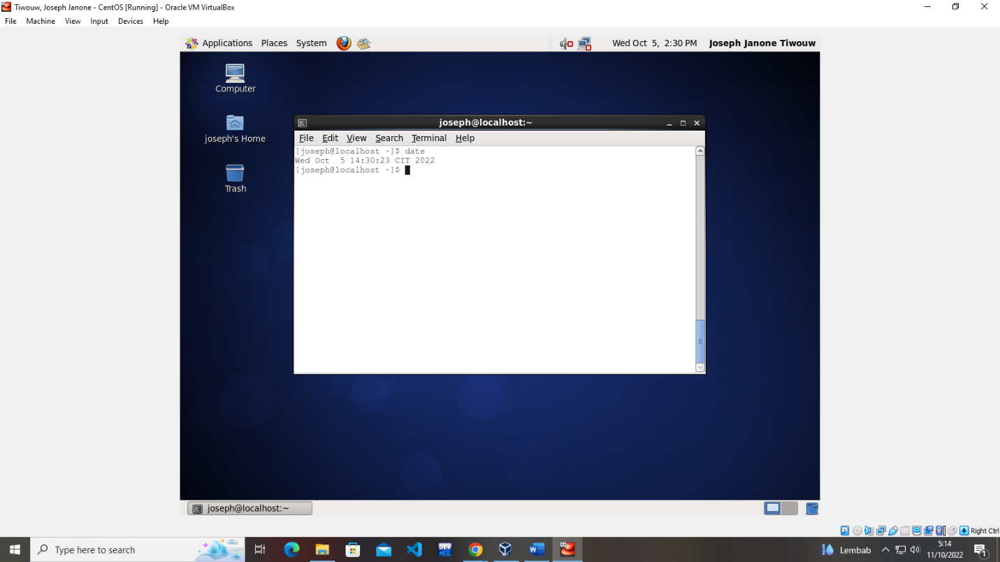 Tiwouw, Joseph Janone - CentOS [Running] - Oracle VM VirtualBox
File Machine View Input Devices Help
Applications Places System Wed Oct 5, 2:30 PM Joseph Janone Tiwouw
Computer
joseph's Home
Trash
joseph@localhost:~
File Edit View Search Terminal Help
[joseph@localhost ~]$ date
Wed Oct  5 14:30:23 CIT 2022
[joseph@localhost ~]$
joseph@localhost:~
Right Ctrl
Type here to search
DEV
Lembab
5:14
11/10/2022
1